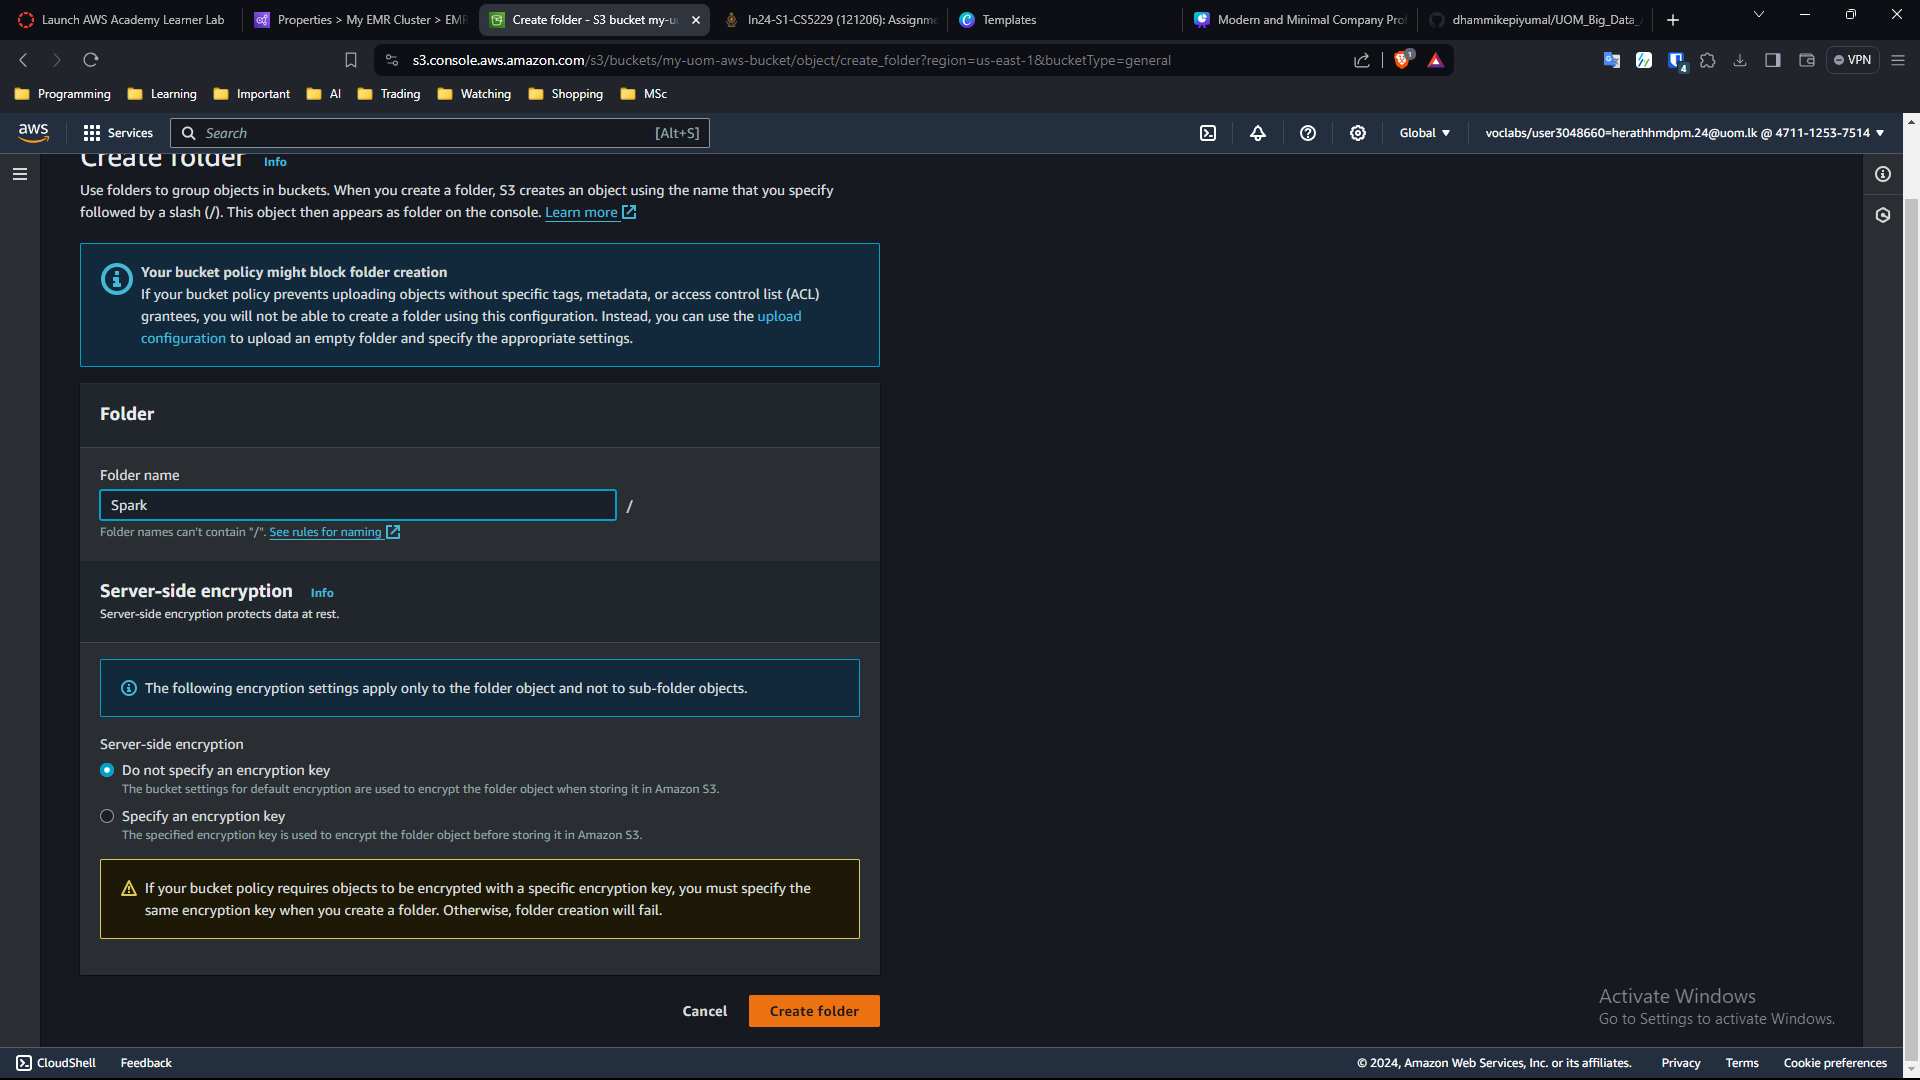 Launch AWS Academy Learner Lab
Properties > My EMR Cluster > EMR
Create folder - S3 bucket my-u
In24-S1-CS5229 (121206): Assignme
Templates
Modern and Minimal Company Prof
dhammikepiyumal/UOM_Big_Data_
s3.console.aws.amazon.com/s3/buckets/my-uom-aws-bucket/object/create_folder?region=us-east-1&bucketType=general
1
4
VPN
Programming
Learning
Important
AI
Trading
Watching
Shopping
MSc
aws
Services
Search
[Alt+S]
Global
voclabs/user3048660=herathhmdpm.24@uom.lk @ 4711-1253-7514
Create folder Info
Use folders to group objects in buckets. When you create a folder, S3 creates an object using the name that you specify
followed by a slash (/). This object then appears as folder on the console. Learn more
Your bucket policy might block folder creation
If your bucket policy prevents uploading objects without specific tags, metadata, or access control list (ACL)
grantees, you will not be able to create a folder using this configuration. Instead, you can use the upload
configuration to upload an empty folder and specify the appropriate settings.
Folder
Folder name
Spark /
Folder names can't contain "/". See rules for naming
Server-side encryption Info
Server-side encryption protects data at rest.
The following encryption settings apply only to the folder object and not to sub-folder objects.
Server-side encryption
Do not specify an encryption key
The bucket settings for default encryption are used to encrypt the folder object when storing it in Amazon S3.
Specify an encryption key
The specified encryption key is used to encrypt the folder object before storing it in Amazon S3.
If your bucket policy requires objects to be encrypted with a specific encryption key, you must specify the
same encryption key when you create a folder. Otherwise, folder creation will fail.
Cancel
Create folder
Activate Windows
Go to Settings to activate Windows.
CloudShell
Feedback
© 2024, Amazon Web Services, Inc. or its affiliates.
Privacy
Terms
Cookie preferences